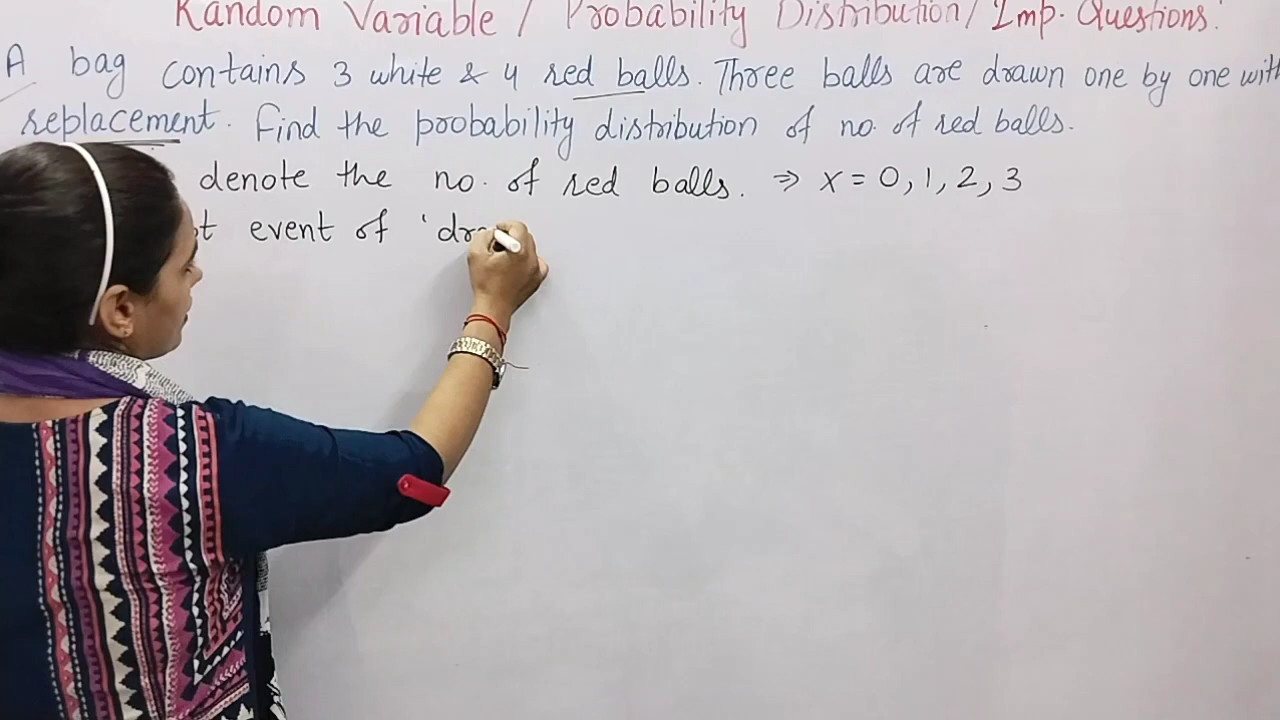 Random Variable / Probability Distribution / Imp. Questions.
A bag contains 3 white & 4 red balls. Three balls are drawn one by one with
replacement. Find the probability distribution of no. of red balls.
denote the no. of red balls. ⇒ x = 0, 1, 2, 3
event of '